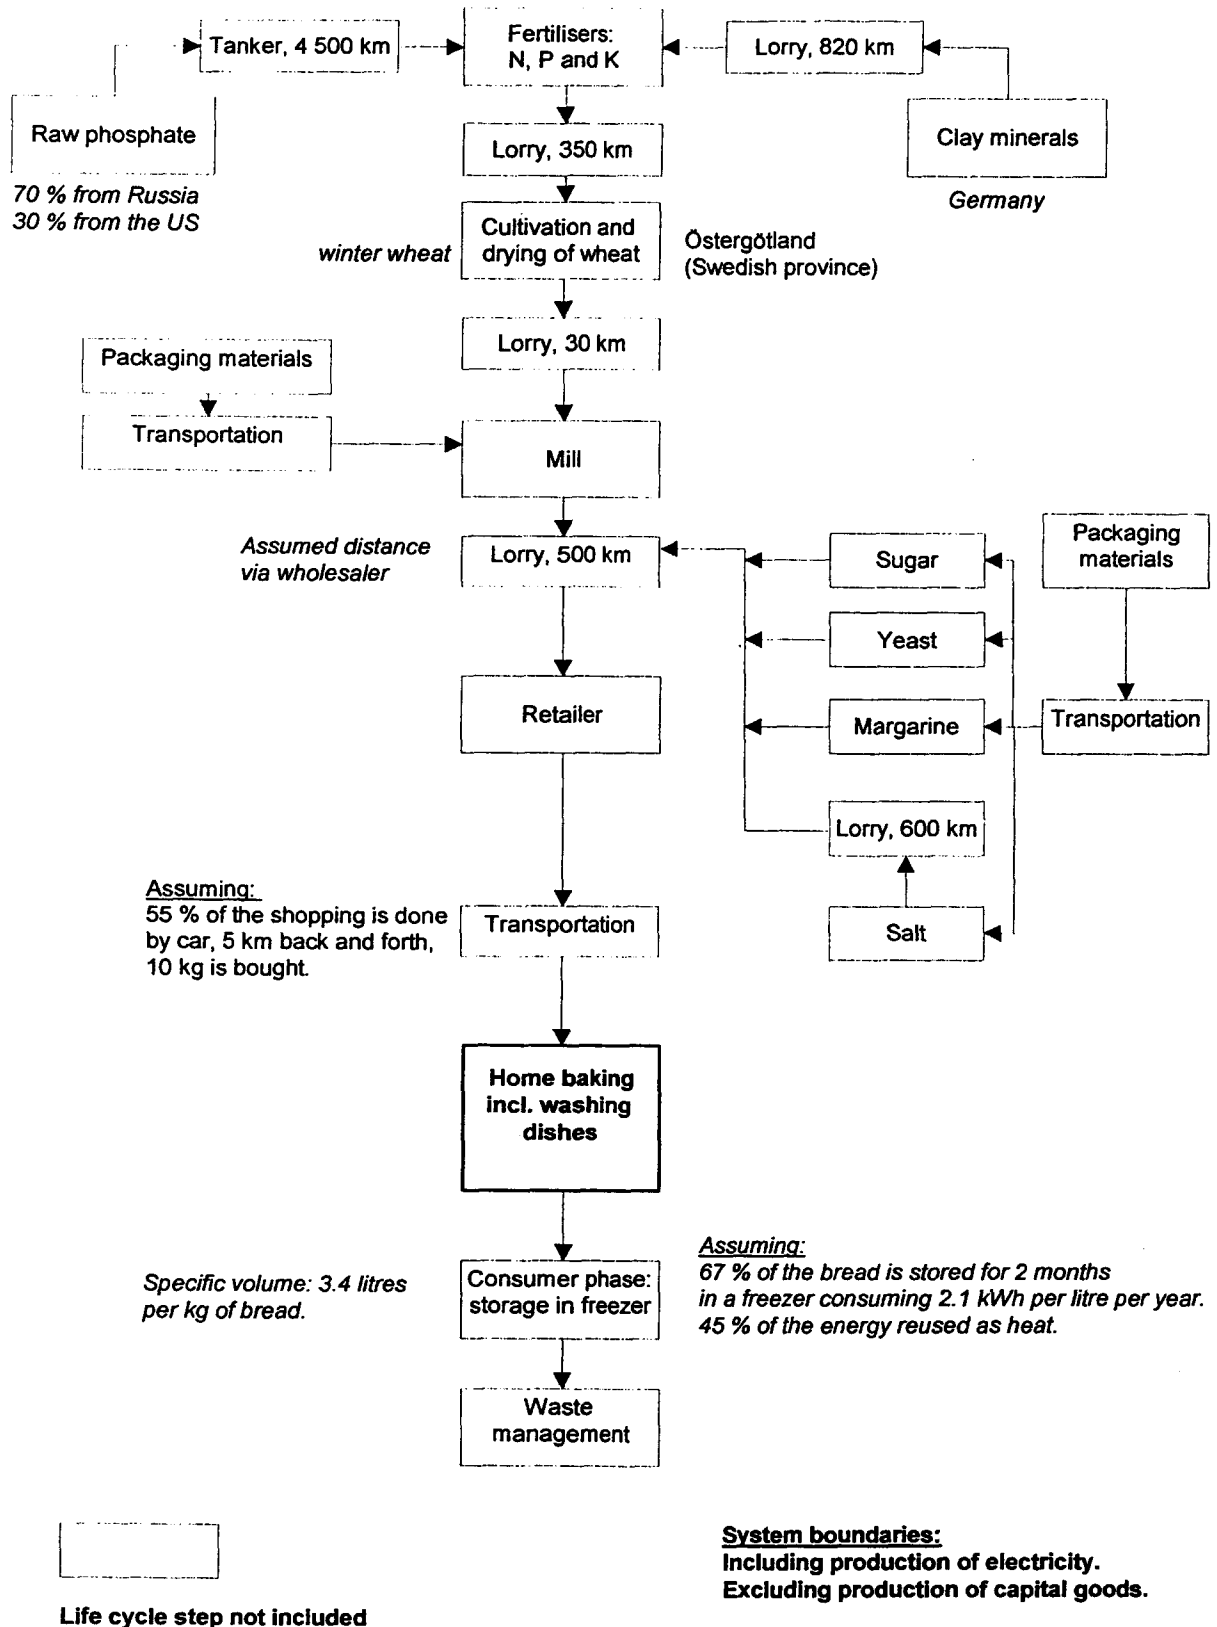 Tanker, 4 500 km
Fertilisers:
N, P and K
Lorry, 820 km
Raw phosphate
Clay minerals
Lorry, 350 km
70 % from Russia
30 % from the US
Germany
winter wheat
Cultivation and
drying of wheat
Östergötland
(Swedish province)
Lorry, 30 km
Packaging materials
Transportation
Mill
Assumed distance
via wholesaler
Lorry, 500 km
Sugar
Packaging
materials
Yeast
Retailer
Margarine
Transportation
Lorry, 600 km
Salt
Assuming:
55 % of the shopping is done
by car, 5 km back and forth,
10 kg is bought.
Transportation
Home baking
incl. washing
dishes
Specific volume: 3.4 litres
per kg of bread.
Consumer phase:
storage in freezer
Assuming:
67 % of the bread is stored for 2 months
in a freezer consuming 2.1 kWh per litre per year.
45 % of the energy reused as heat.
Waste
management
System boundaries:
Including production of electricity.
Excluding production of capital goods.
Life cycle step not included